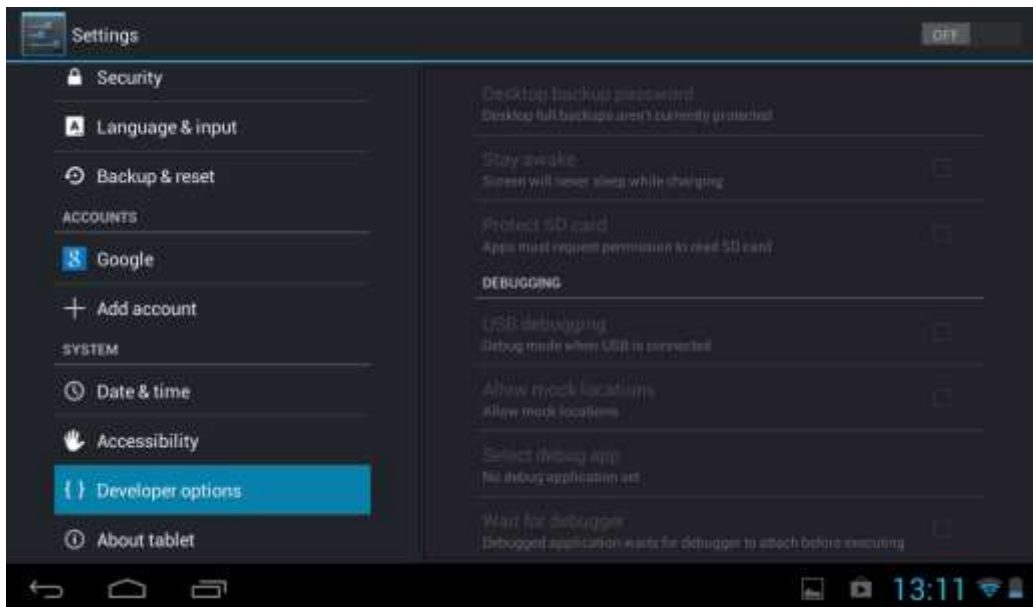 Settings
OFF
Security
Language & input
Backup & reset
ACCOUNTS
Google
Add account
SYSTEM
Date & time
Accessibility
{ } Developer options
About tablet
Desktop backup password
Desktop full backups aren't currently protected
Stay awake
Screen will never sleep while charging
Protect SD card
Apps must request permission to read SD card
DEBUGGING
USB debugging
Debug mode when USB is connected
Allow mock locations
Allow mock locations
Select debug app
No debug application set
Wait for debugger
Debugged application waits for debugger to attach before executing
13:11